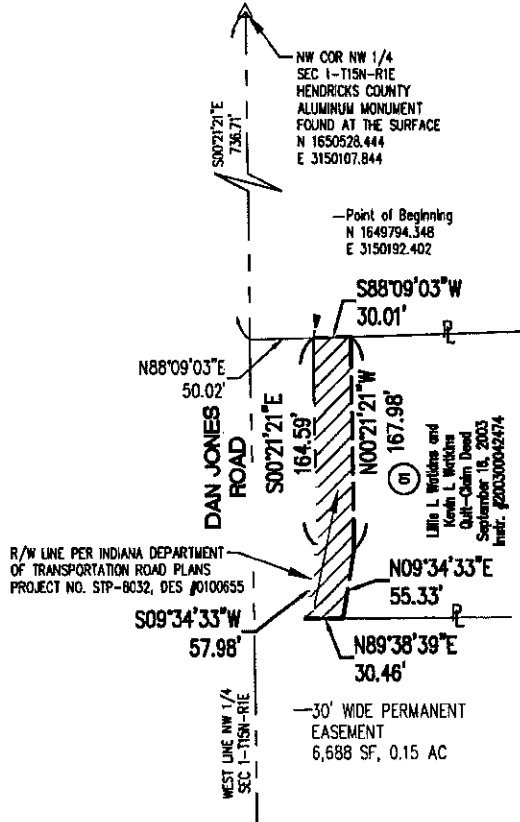 NW COR NW 1/4
SEC 1-T15N-R1E
HENDRICKS COUNTY
ALUMINUM MONUMENT
FOUND AT THE SURFACE
N 1650528.444
E 3150107.844
S00°21'21"E
736.71'
Point of Beginning
N 1649794.348
E 3150192.402
S88°09'03"W
30.01'
PL
N88°09'03"E
50.02'
DAN JONES
ROAD
S00°21'21"E
164.59'
N00°21'21"W
167.98'
01
Lillie L Watkins and
Kevin L Watkins
Quit-Claim Deed
September 16, 2003
Instr. #200300042474
R/W LINE PER INDIANA DEPARTMENT
OF TRANSPORTATION ROAD PLANS
PROJECT NO. STP-8032, DES #0100655
N09°34'33"E
55.33'
S09°34'33"W
57.98'
PL
N89°38'39"E
30.46'
WEST LINE NW 1/4
SEC 1-T15N-R1E
30' WIDE PERMANENT
EASEMENT
6,688 SF, 0.15 AC